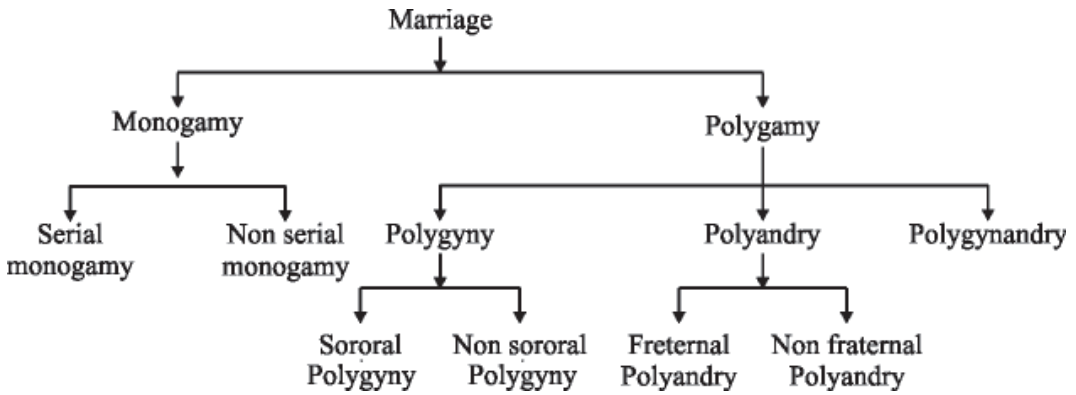 Marriage
Monogamy
Polygamy
Serial
monogamy
Non serial
monogamy
Polygyny
Polyandry
Polygynandry
Sororal
Polygyny
Non sororal
Polygyny
Freternal
Polyandry
Non fraternal
Polyandry